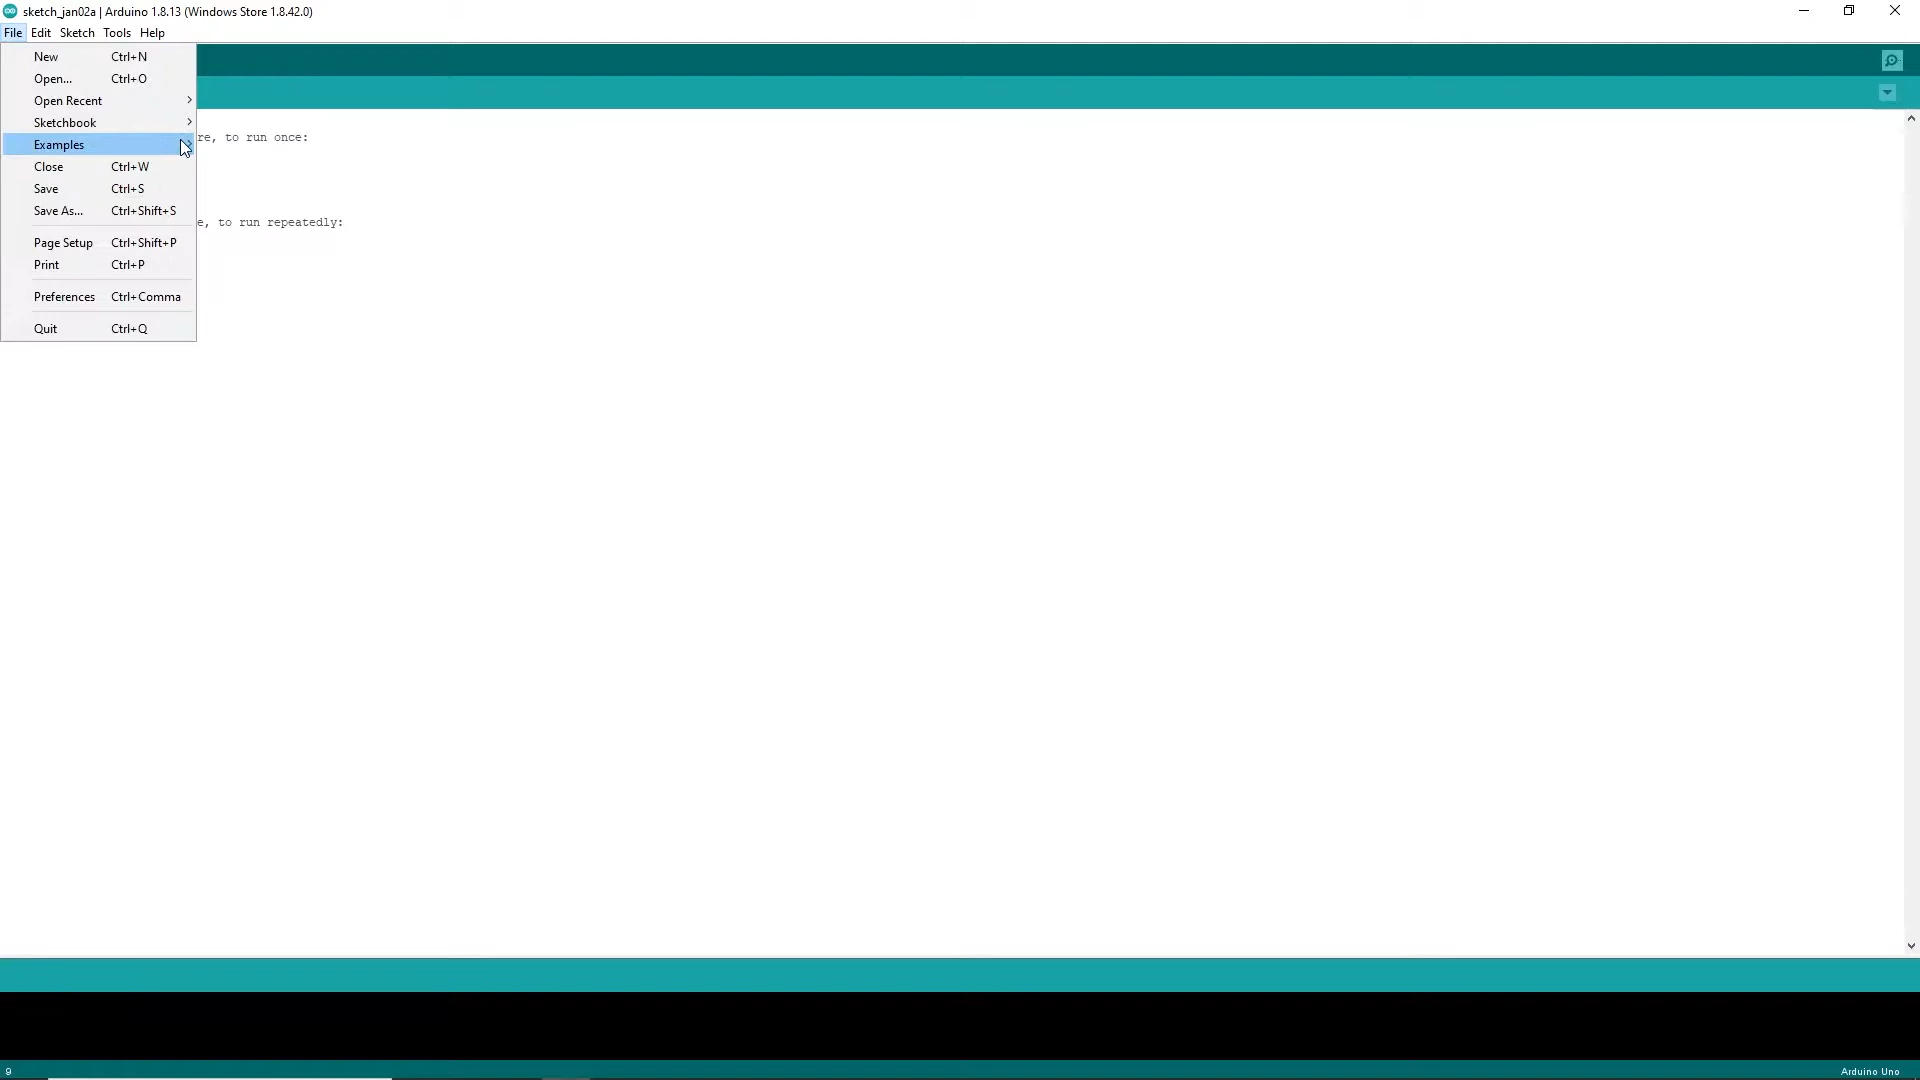 sketch_jan02a | Arduino 1.8.13 (Windows Store 1.8.42.0)
File Edit Sketch Tools Help
New Ctrl+N
Open... Ctrl+O
Open Recent
Sketchbook
Examples
re, to run once:
Close Ctrl+W
Save Ctrl+S
Save As... Ctrl+Shift+S
e, to run repeatedly:
Page Setup Ctrl+Shift+P
Print Ctrl+P
Preferences Ctrl+Comma
Quit Ctrl+Q
9 Arduino Uno